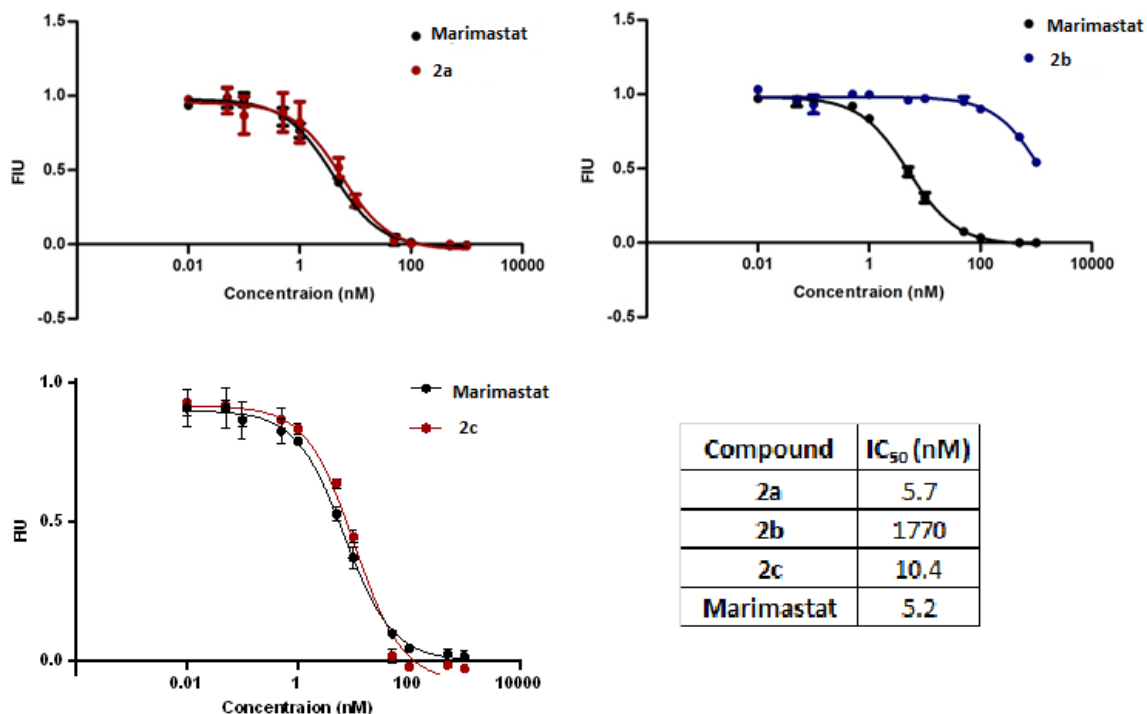 1.5
Marimastat
2a
1.0
FIU
0.5
0.0
0.01 1 100 10000
Concentraion (nM)
-0.5
1.5
Marimastat
2b
1.0
FIU
0.5
0.0
0.01 1 100 10000
Concentraion (nM)
-0.5
1.0
Marimastat
2c
FIU
0.5
0.0
0.01 1 100 10000
Concentraion (nM)
Compound IC₅₀ (nM)
2a 5.7
2b 1770
2c 10.4
Marimastat 5.2